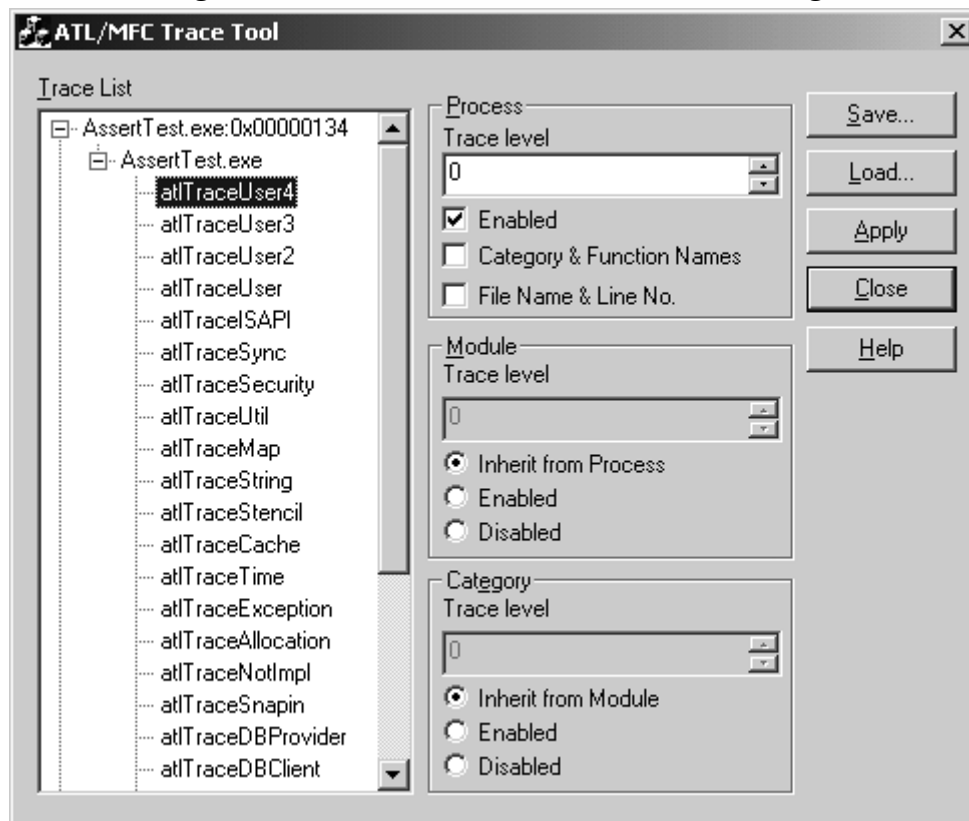 ATL/MFC Trace Tool
Trace List
AssertTest.exe:0x00000134
AssertTest.exe
atlTraceUser4
atlTraceUser3
atlTraceUser2
atlTraceUser
atlTraceISAPI
atlTraceSync
atlTraceSecurity
atlTraceUtil
atlTraceMap
atlTraceString
atlTraceStencil
atlTraceCache
atlTraceTime
atlTraceException
atlTraceAllocation
atlTraceNotImpl
atlTraceSnapin
atlTraceDBProvider
atlTraceDBClient
Process
Trace level
0
Enabled
Category & Function Names
File Name & Line No.
Module
Trace level
0
Inherit from Process
Enabled
Disabled
Category
Trace level
0
Inherit from Module
Enabled
Disabled
Save...
Load...
Apply
Close
Help